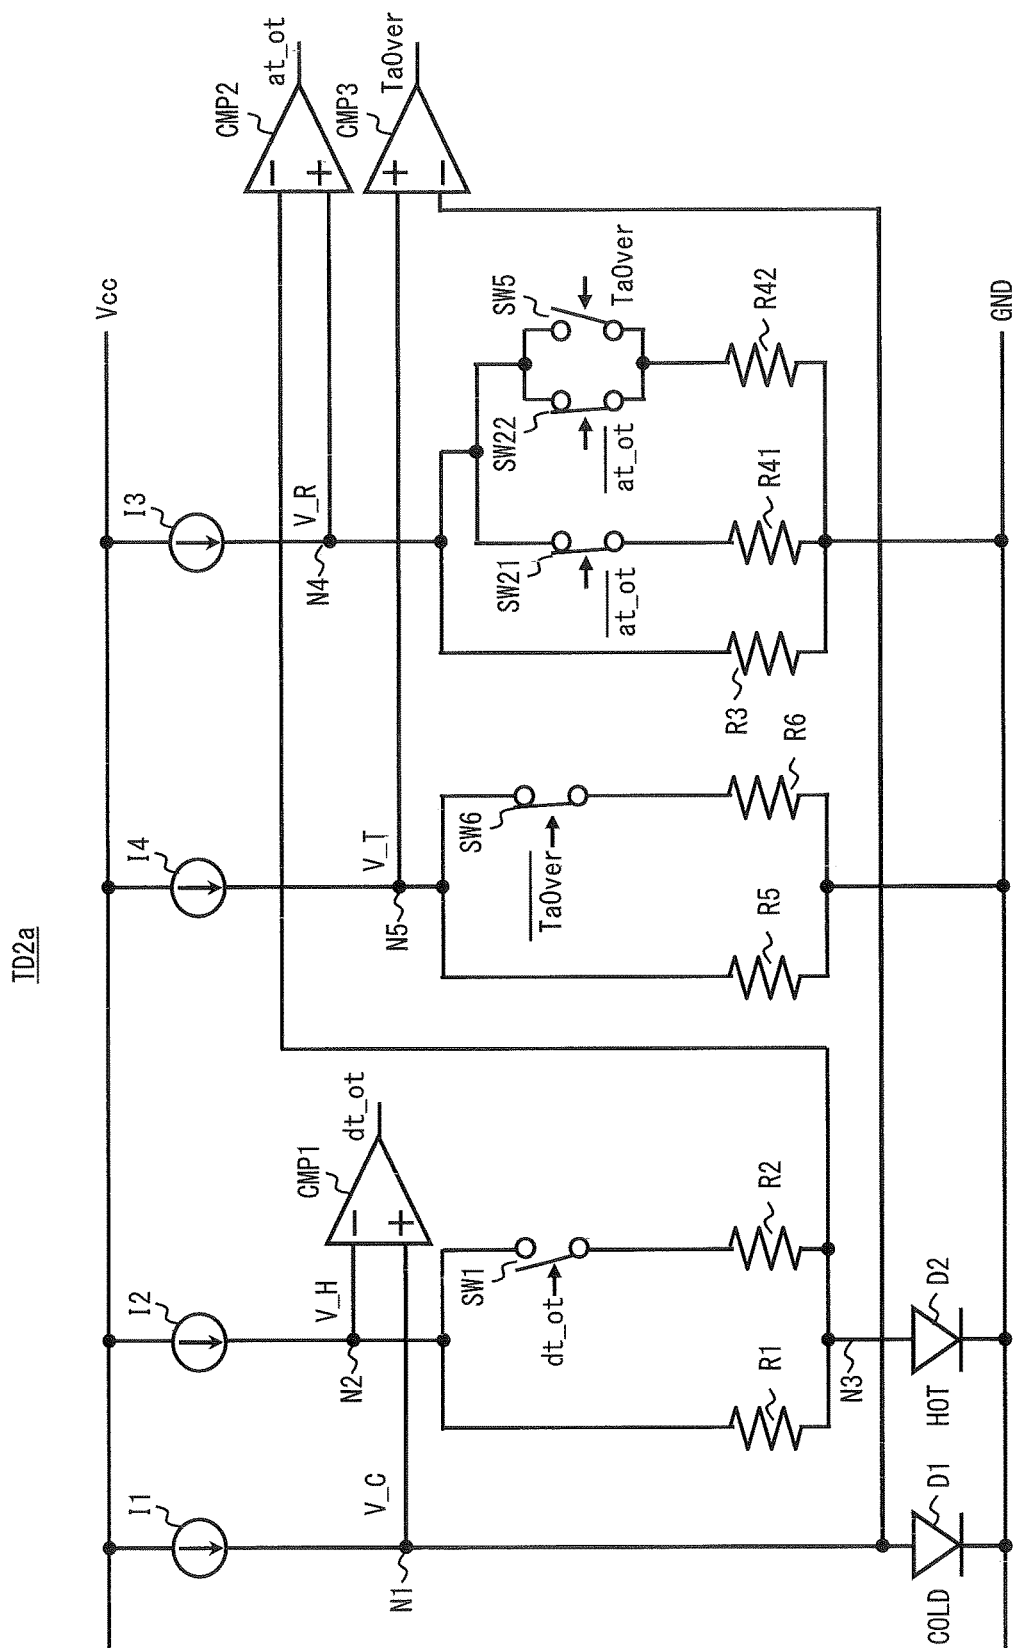 TD2a
Vcc
I1
I2
I4
I3
CMP2
at_ot
CMP3
TaOver
−
+
+
−
V_C
N1
V_H
N2
CMP1
dt_ot
−
+
V_T
N5
V_R
N4
SW1
dt_ot
SW6
TaOver
SW21
at_ot
SW22
at_ot
SW5
TaOver
R1
R2
R5
R6
R3
R41
R42
N3
COLD
D1
HOT
D2
GND